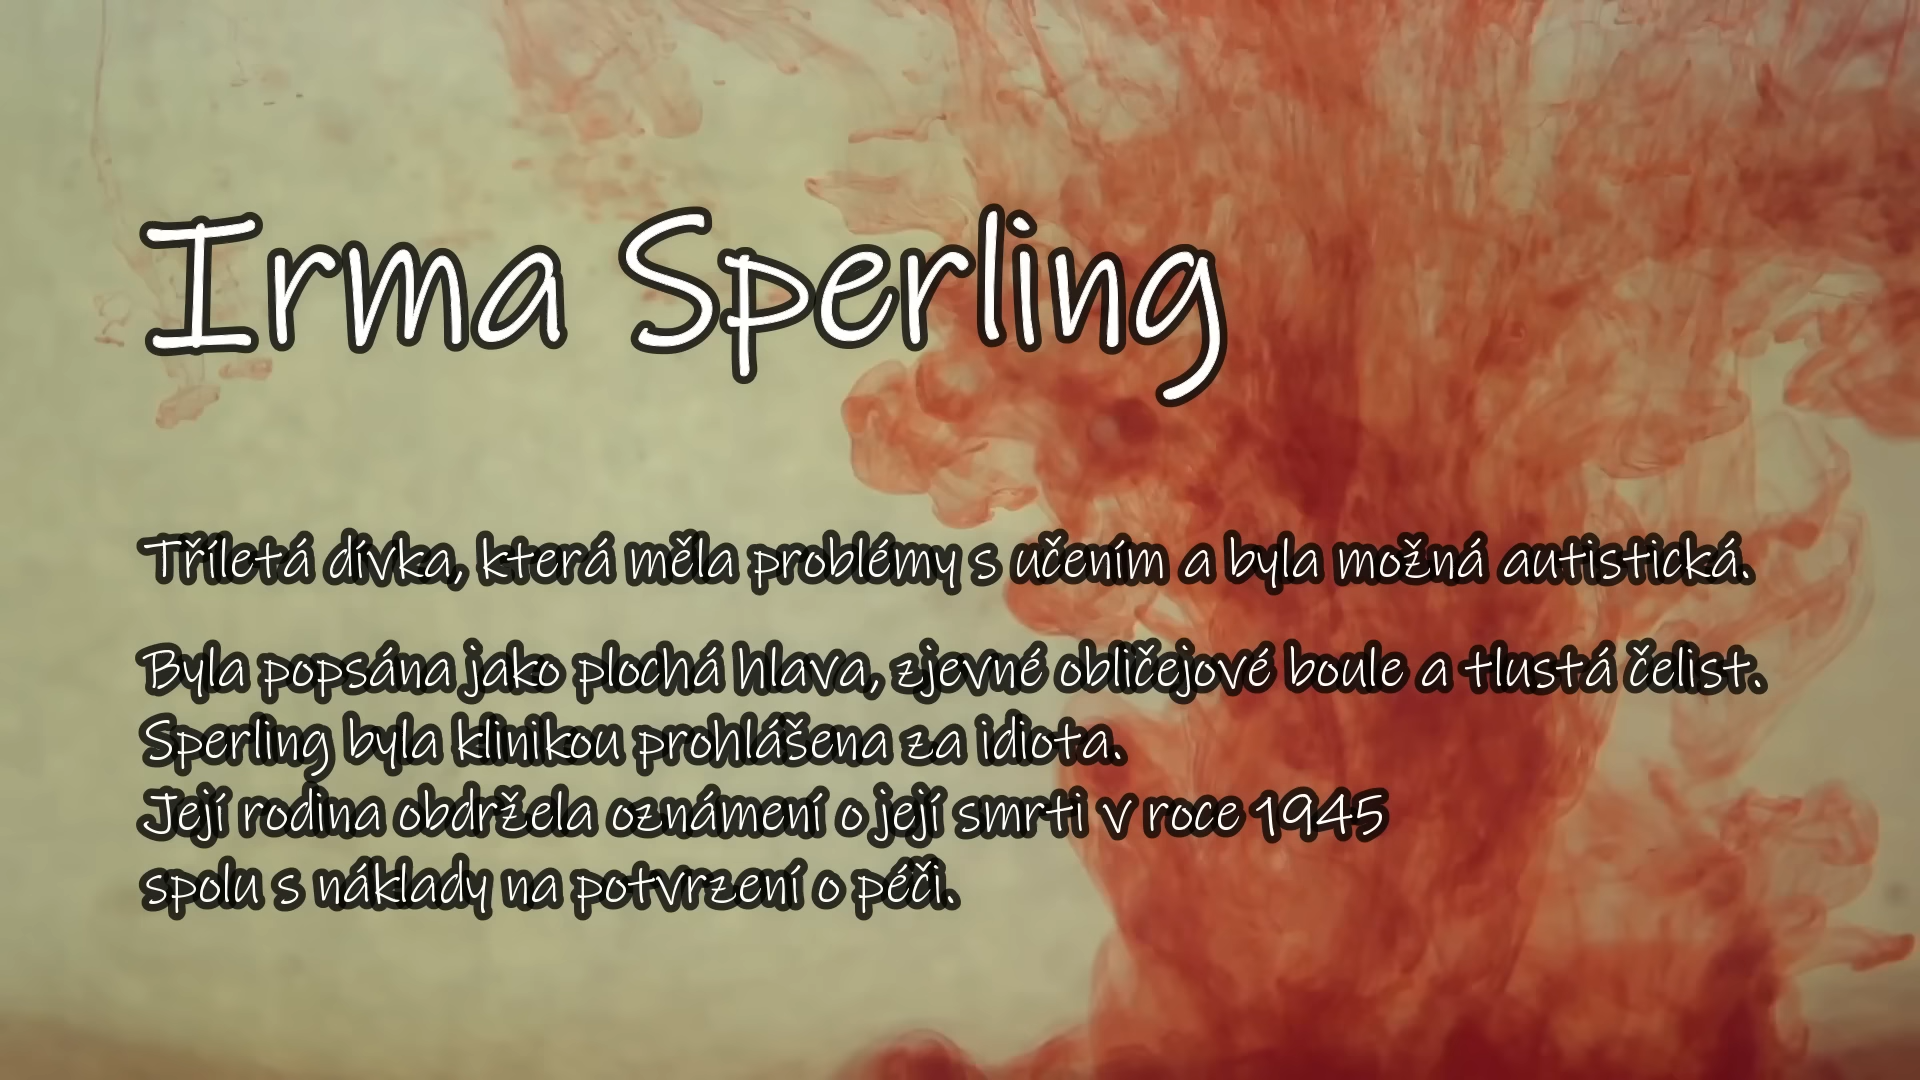 Irma Sperling
Tříletá dívka, která měla problémy s učením a byla možná autistická.
Byla popsána jako plochá hlava, zjevné obličejové boule a tlustá čelist.
Sperling byla klinikou prohlášena za idiota.
Její rodina obdržela oznámení o její smrti v roce 1945
spolu s náklady na potvrzení o péči.